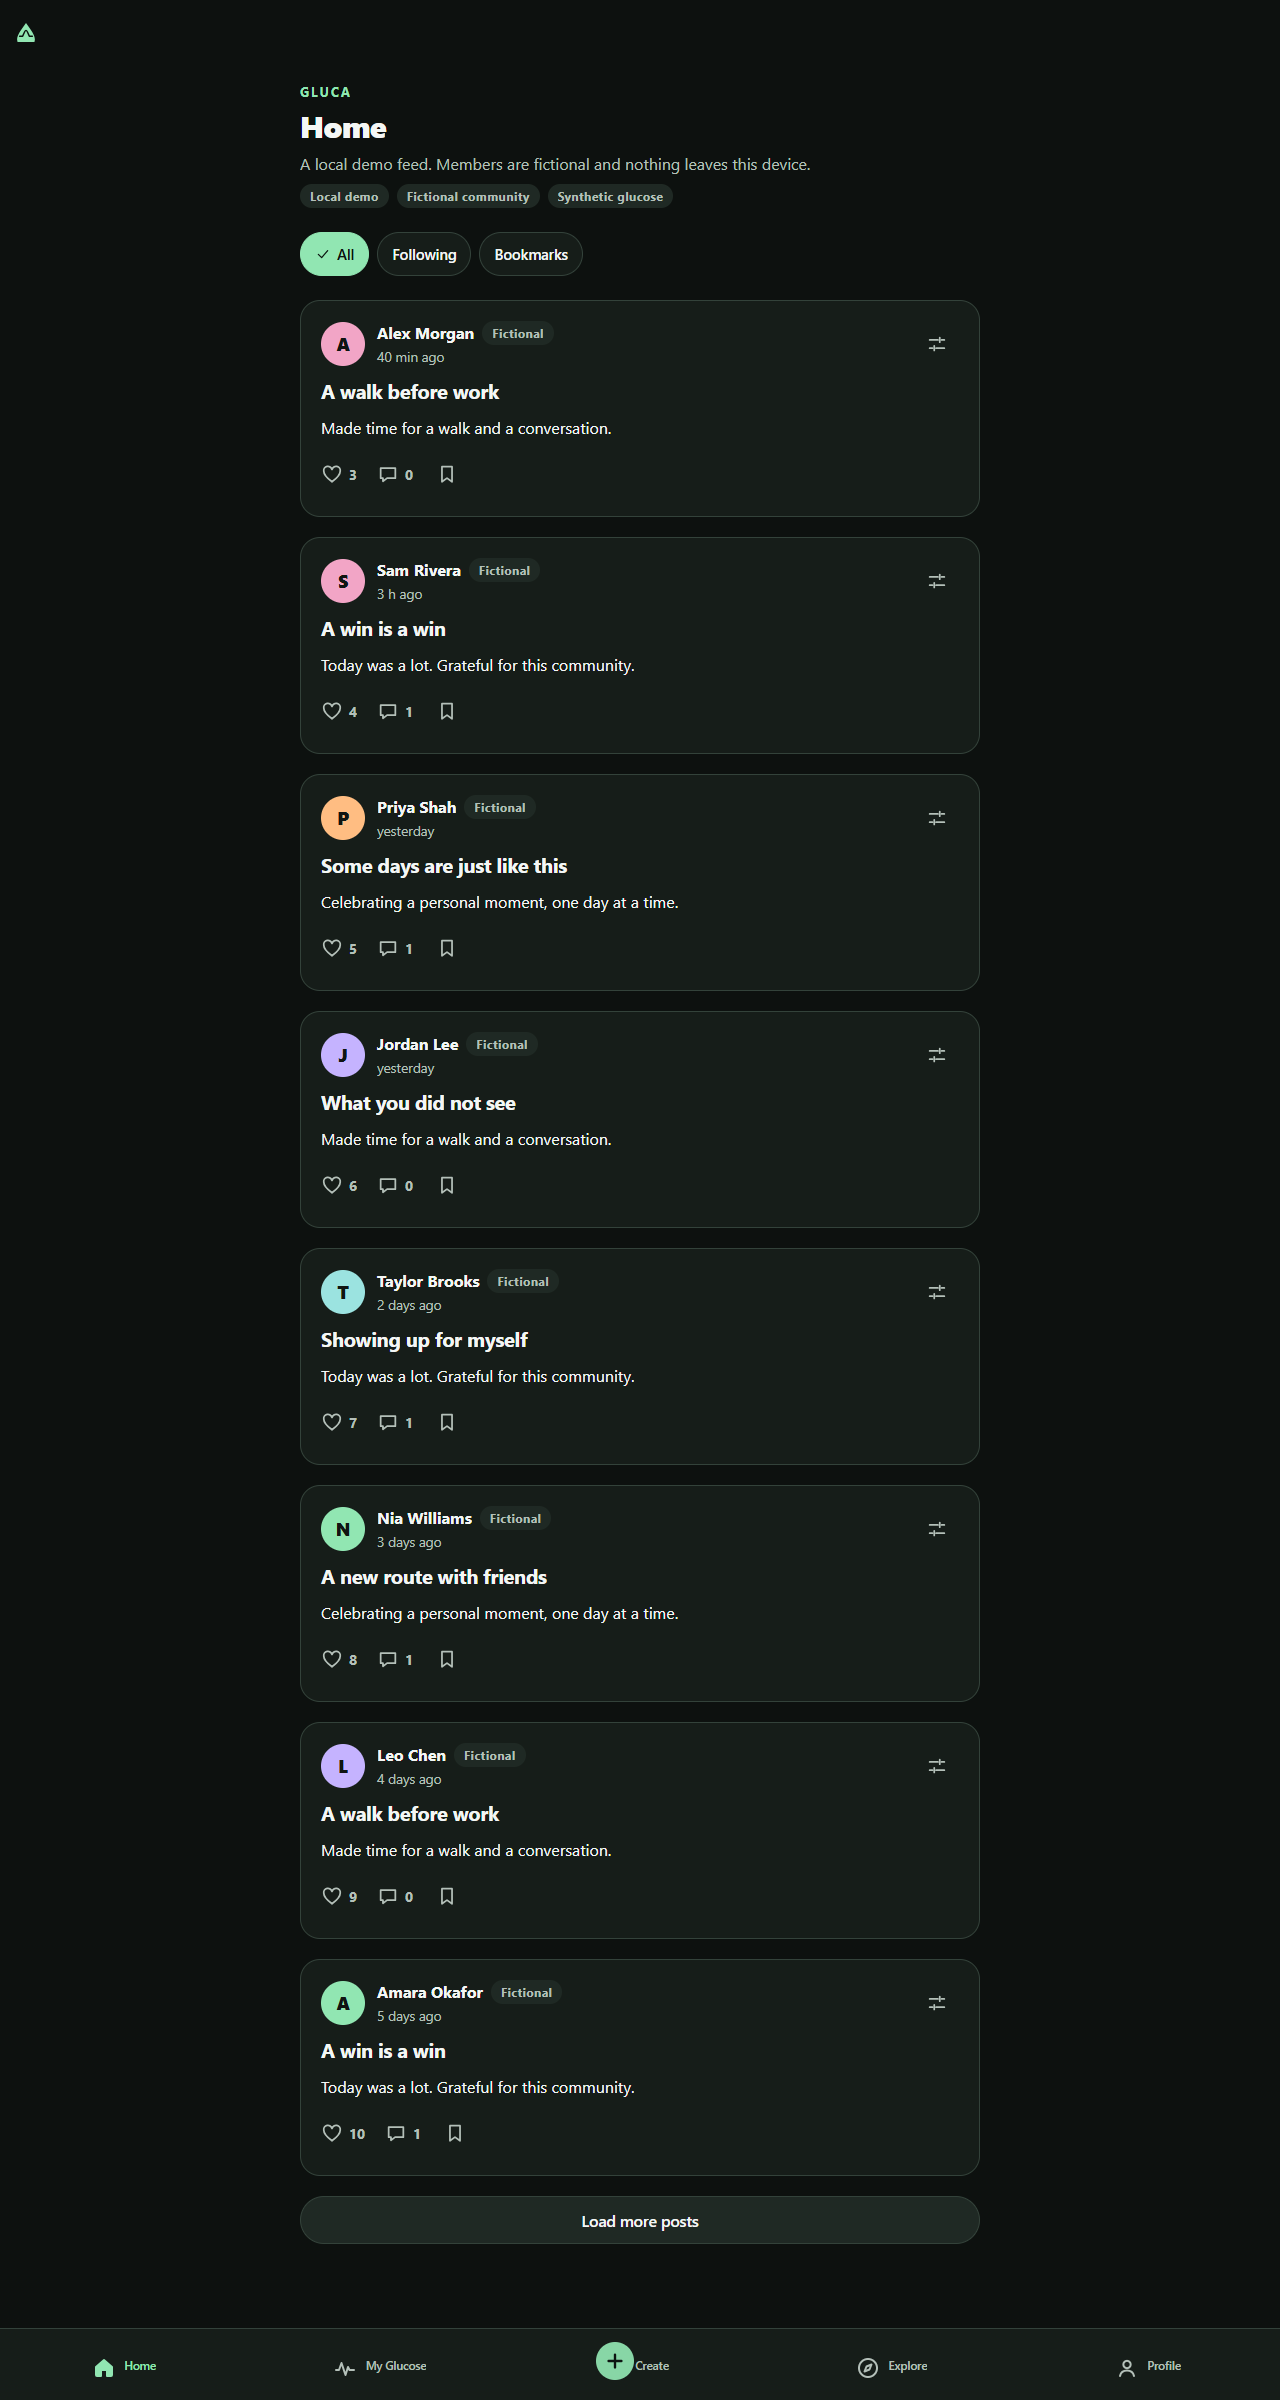 GLUCA
Home
A local demo feed. Members are fictional and nothing leaves this device.
Local demo Fictional community Synthetic glucose
All Following Bookmarks
A Alex Morgan Fictional
40 min ago
A walk before work
Made time for a walk and a conversation.
3 0
S Sam Rivera Fictional
3 h ago
A win is a win
Today was a lot. Grateful for this community.
4 1
P Priya Shah Fictional
yesterday
Some days are just like this
Celebrating a personal moment, one day at a time.
5 1
J Jordan Lee Fictional
yesterday
What you did not see
Made time for a walk and a conversation.
6 0
T Taylor Brooks Fictional
2 days ago
Showing up for myself
Today was a lot. Grateful for this community.
7 1
N Nia Williams Fictional
3 days ago
A new route with friends
Celebrating a personal moment, one day at a time.
8 1
L Leo Chen Fictional
4 days ago
A walk before work
Made time for a walk and a conversation.
9 0
A Amara Okafor Fictional
5 days ago
A win is a win
Today was a lot. Grateful for this community.
10 1
Load more posts
Home My Glucose Create Explore Profile